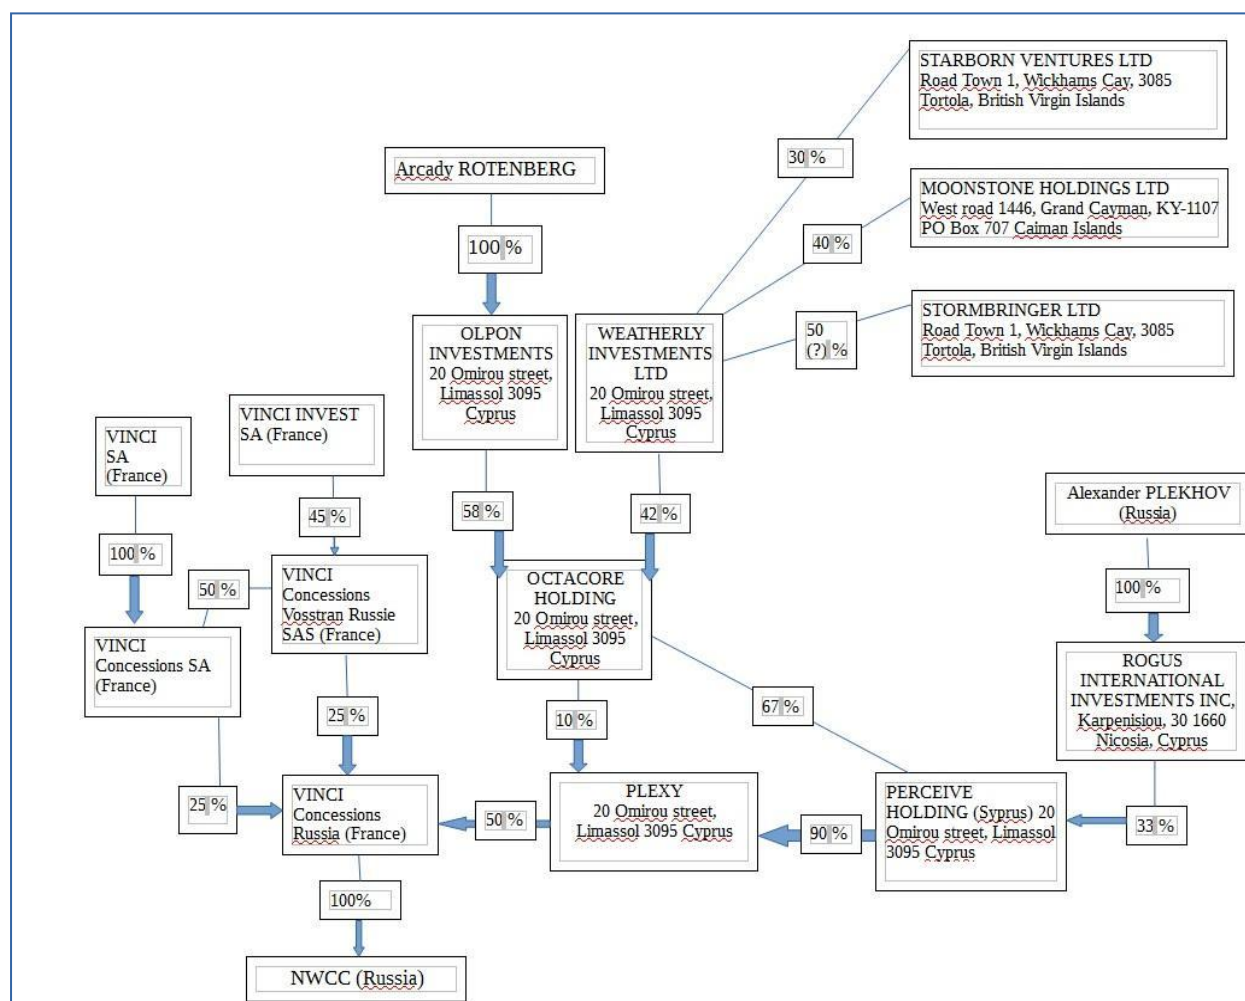 STARBORN VENTURES LTD
Road Town 1, Wickhams Cay, 3085
Tortola, British Virgin Islands
30 %
Arcady ROTENBERG
MOONSTONE HOLDINGS LTD
West road 1446, Grand Cayman, KY-1107
PO Box 707 Caiman Islands
100 %
40 %
STORMBRINGER LTD
Road Town 1, Wickhams Cay, 3085
Tortola, British Virgin Islands
50
(?) %
OLPON
INVESTMENTS
20 Omirou street,
Limassol 3095
Cyprus
WEATHERLY
INVESTMENTS
LTD
20 Omirou street,
Limassol 3095
Cyprus
VINCI INVEST
SA (France)
VINCI
SA
(France)
45 %
58 %
42 %
Alexander PLEKHOV
(Russia)
100 %
50 %
VINCI
Concessions
Vosstran Russie
SAS (France)
OCTACORE
HOLDING
20 Omirou street,
Limassol 3095
Cyprus
100 %
VINCI
Concessions SA
(France)
ROGUS
INTERNATIONAL
INVESTMENTS INC,
Karpenisiou, 30 1660
Nicosia, Cyprus
25 %
10 %
67 %
25 %
VINCI
Concessions
Russia (France)
50 %
PLEXY
20 Omirou street,
Limassol 3095 Cyprus
90 %
PERCEIVE
HOLDING (Syprus) 20
Omirou street, Limassol
3095 Cyprus
33 %
100%
NWCC (Russia)